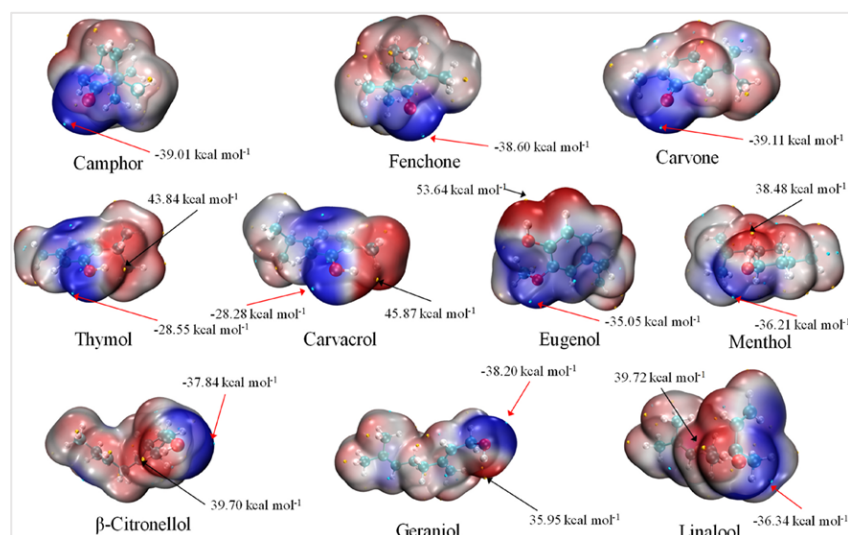 -39.01 kcal mol-1
Camphor
-38.60 kcal mol-1
Fenchone
-39.11 kcal mol-1
Carvone
43.84 kcal mol-1
-28.55 kcal mol-1
Thymol
-28.28 kcal mol-1
45.87 kcal mol-1
Carvacrol
53.64 kcal mol-1
-35.05 kcal mol-1
Eugenol
38.48 kcal mol-1
-36.21 kcal mol-1
Menthol
-37.84 kcal mol-1
39.70 kcal mol-1
β-Citronellol
-38.20 kcal mol-1
35.95 kcal mol-1
Geraniol
39.72 kcal mol-1
-36.34 kcal mol-1
Linalool